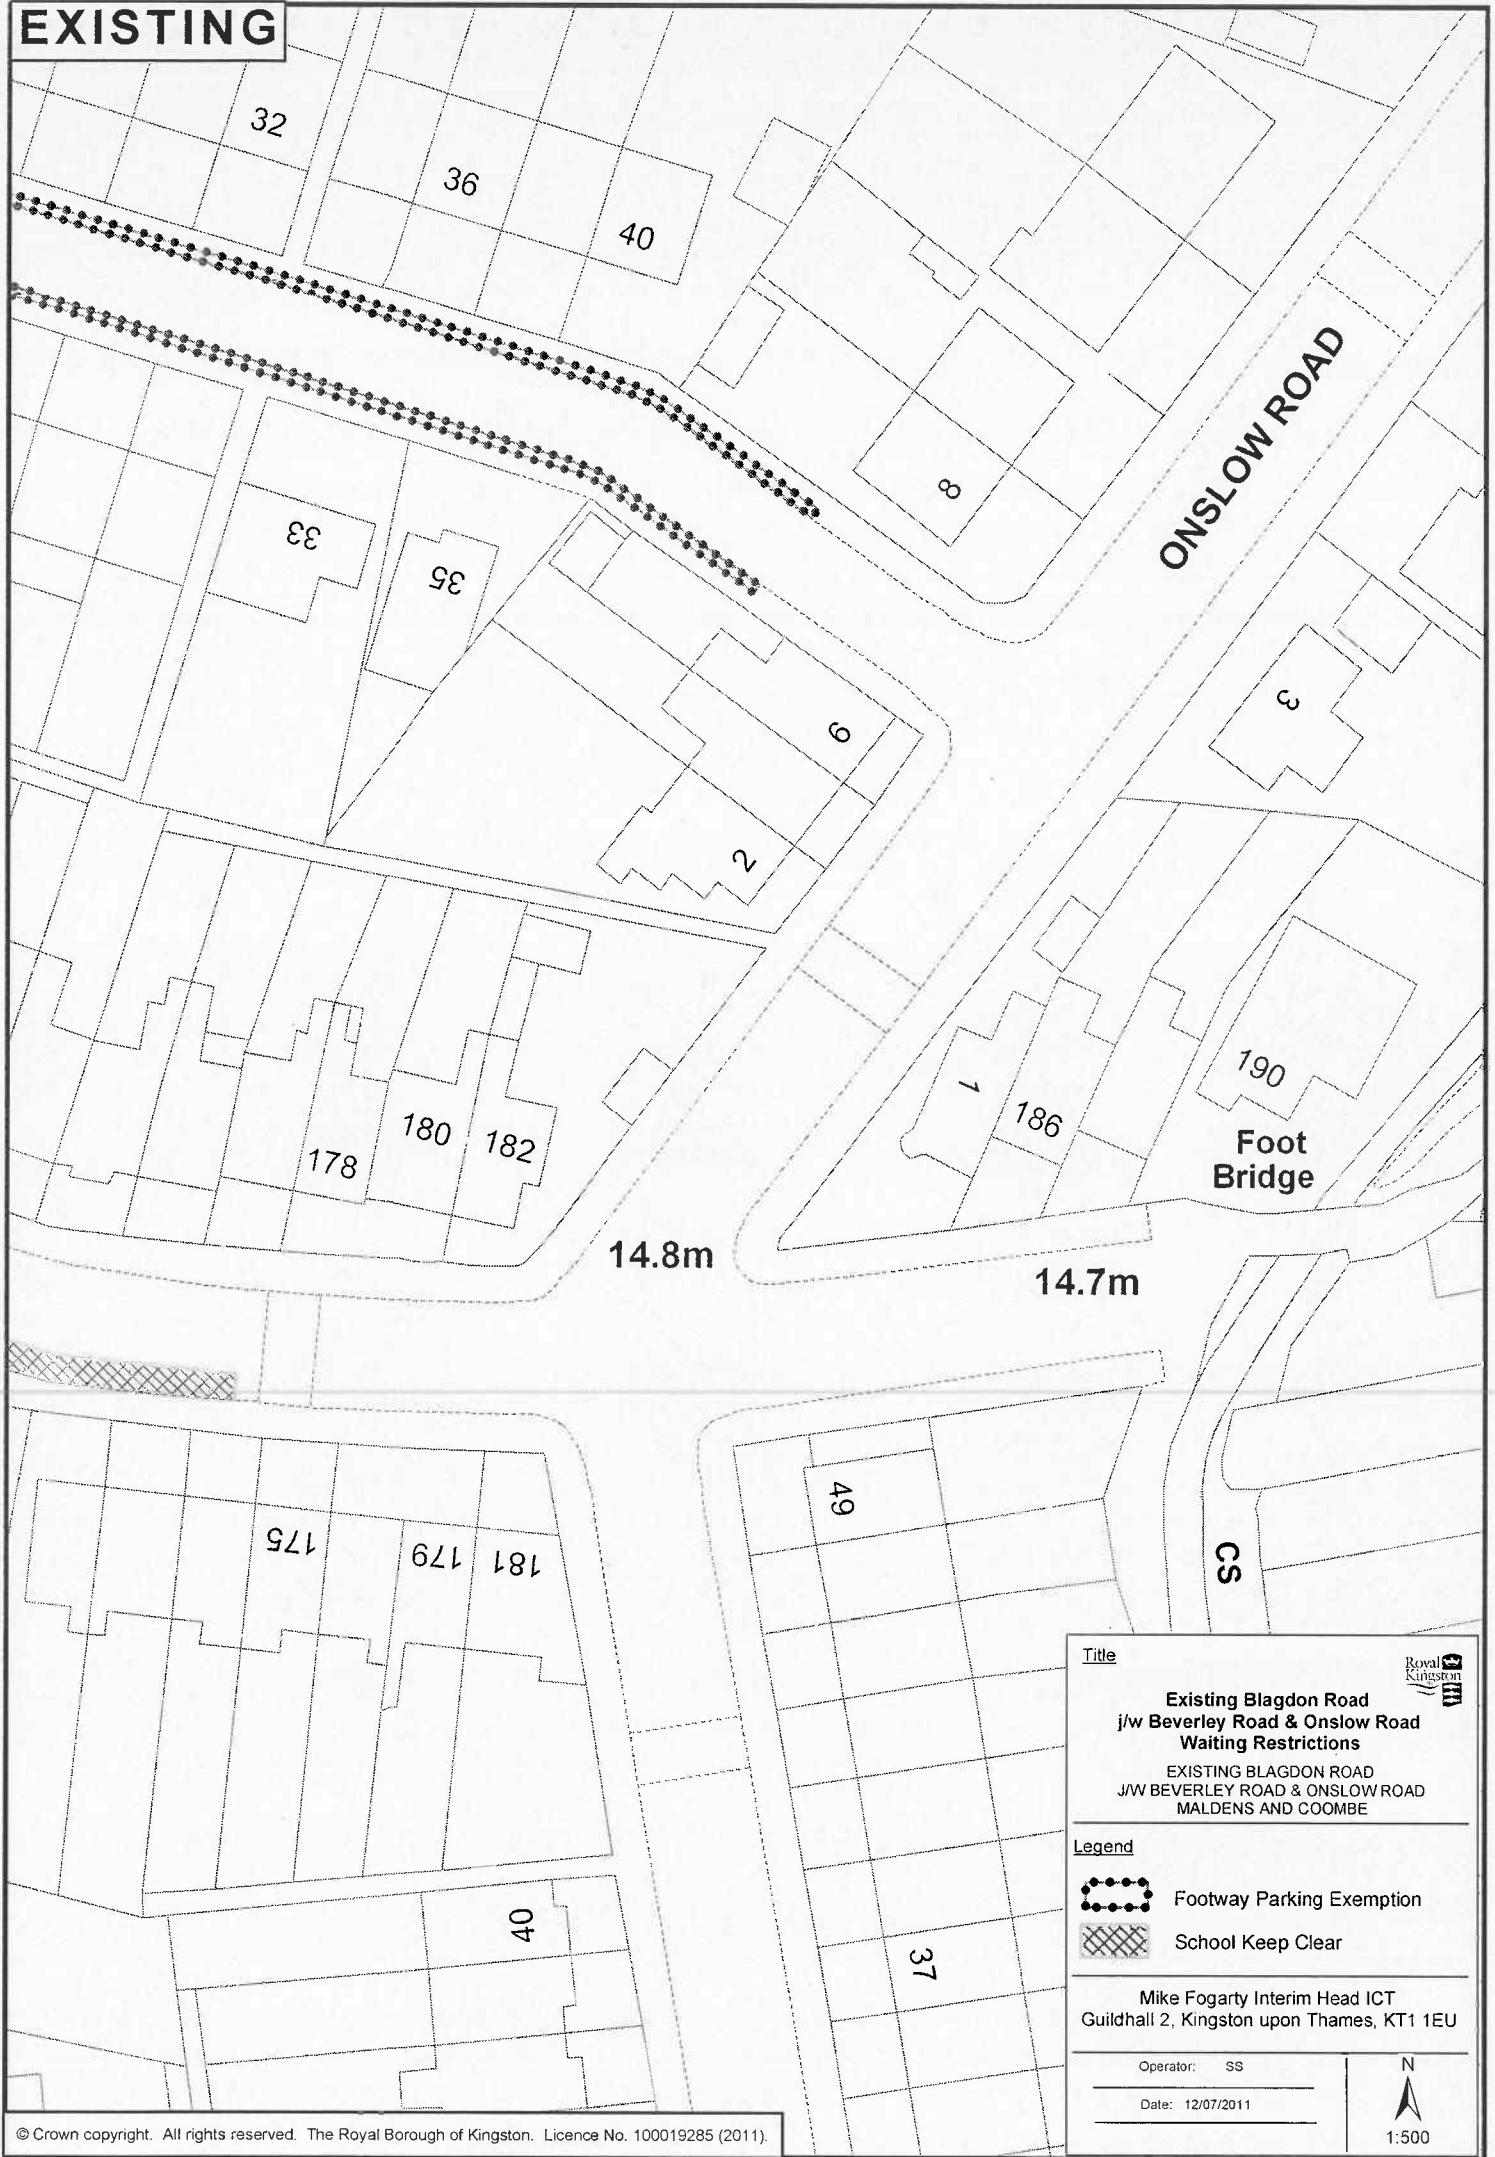 EXISTING
32
36
40
33
35
8
ONSLOW ROAD
3
6
2
190
1
186
180
182
178
Foot
Bridge
14.8m
14.7m
49
175
179
181
CS
40
37
Title
Royal
Kingston
Existing Blagdon Road
j/w Beverley Road & Onslow Road
Waiting Restrictions
EXISTING BLAGDON ROAD
J/W BEVERLEY ROAD & ONSLOW ROAD
MALDENS AND COOMBE
Legend
Footway Parking Exemption
School Keep Clear
Mike Fogarty Interim Head ICT
Guildhall 2, Kingston upon Thames, KT1 1EU
Operator: SS
Date: 12/07/2011
N
1:500
© Crown copyright. All rights reserved. The Royal Borough of Kingston. Licence No. 100019285 (2011).